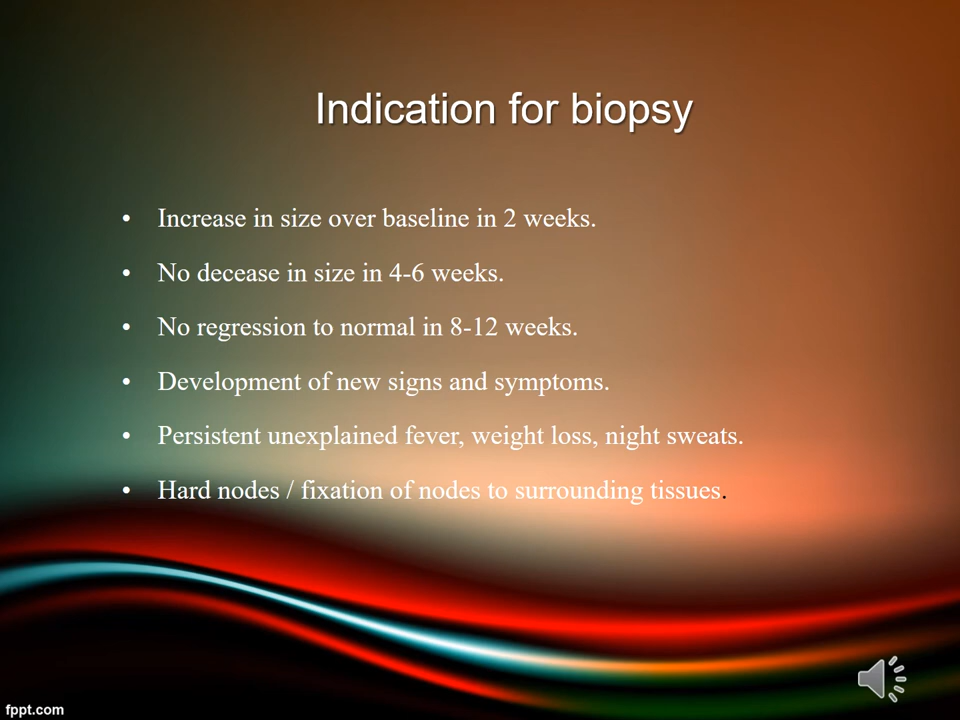 Indication for biopsy
• Increase in size over baseline in 2 weeks.
• No decease in size in 4-6 weeks.
• No regression to normal in 8-12 weeks.
• Development of new signs and symptoms.
• Persistent unexplained fever, weight loss, night sweats.
• Hard nodes / fixation of nodes to surrounding tissues.
fppt.com